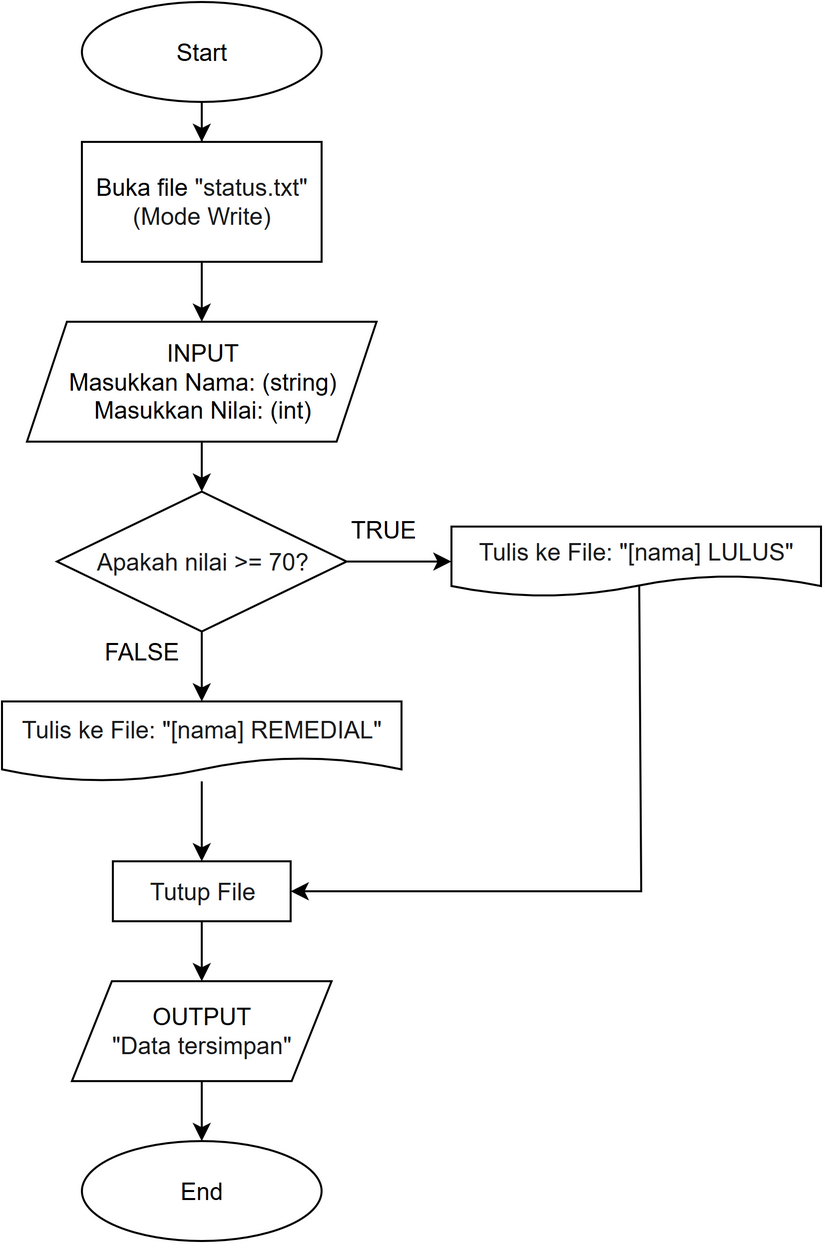 Start
Buka file "status.txt"
(Mode Write)
INPUT
Masukkan Nama: (string)
Masukkan Nilai: (int)
Apakah nilai >= 70?
TRUE
Tulis ke File: "[nama] LULUS"
FALSE
Tulis ke File: "[nama] REMEDIAL"
Tutup File
OUTPUT
"Data tersimpan"
End